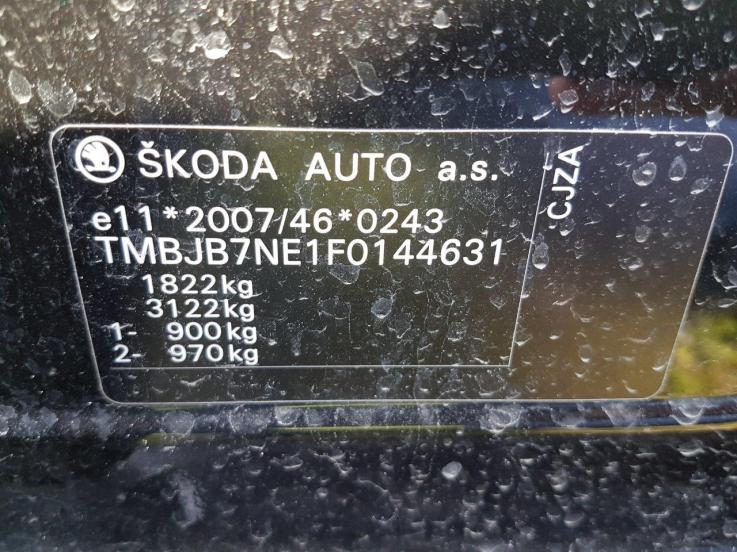 ŠKODA AUTO a.s.
e11*2007/46*0243
TMBJB7NE1F0144631
1822kg
3122kg
1- 900kg
2- 970kg
CJZA